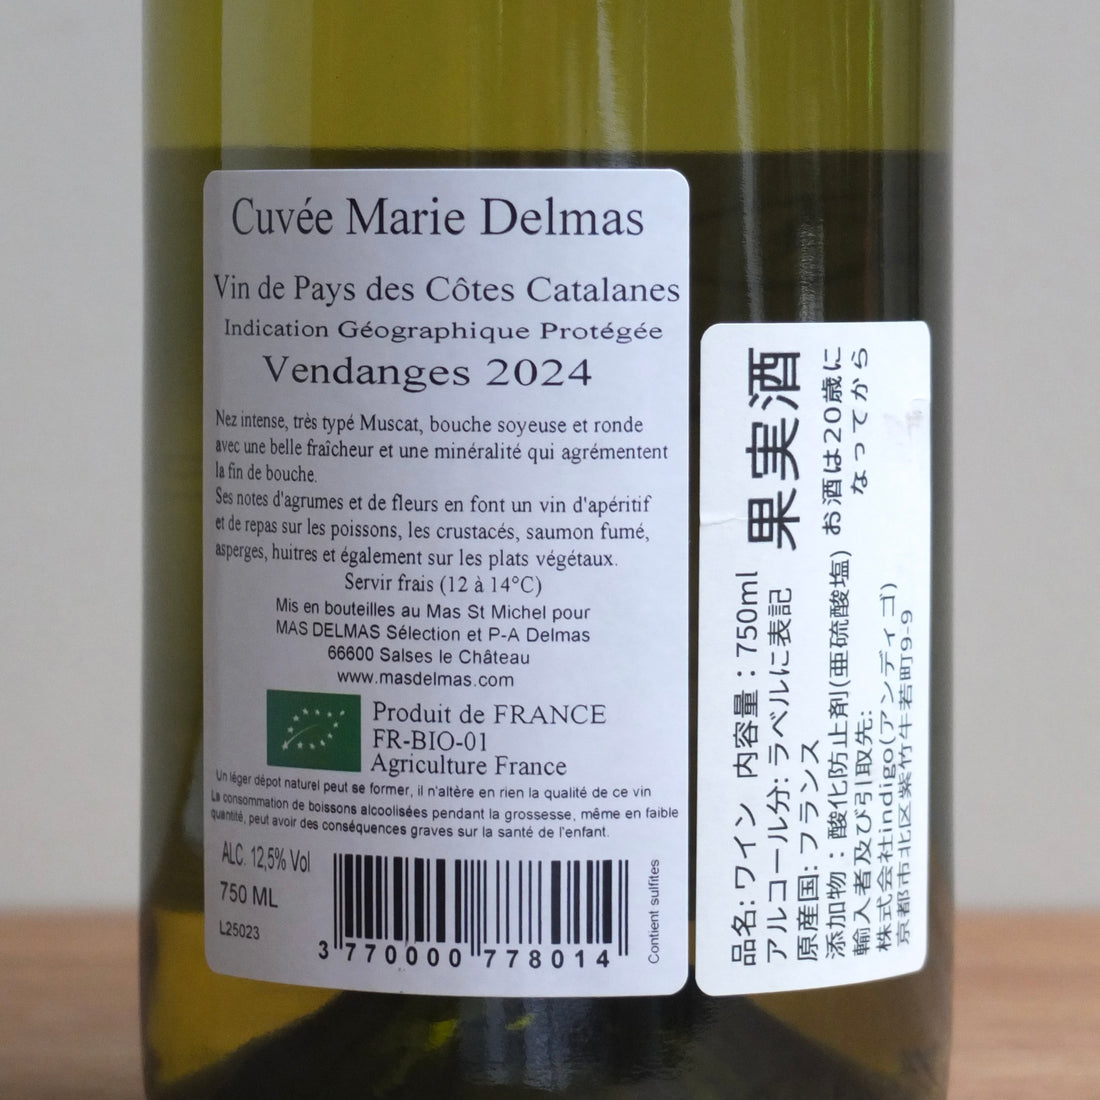 Cuvée Marie Delmas
Vin de Pays des Côtes Catalanes
Indication Géographique Protégée
Vendanges 2024
Nez intense, très typé Muscat, bouche soyeuse et ronde
avec une belle fraîcheur et une minéralité qui agrémentent
la fin de bouche.
Ses notes d'agrumes et de fleurs en font un vin d'apéritif
et de repas sur les poissons, les crustacés, saumon fumé,
asperges, huitres et également sur les plats végétaux.
Servir frais (12 à 14°C)
Mis en bouteilles au Mas St Michel pour
MAS DELMAS Sélection et P-A Delmas
66600 Salses le Château
www.masdelmas.com
Produit de FRANCE
FR-BIO-01
Agriculture France
Un léger dépot naturel peut se former, il n'altère en rien la qualité de ce vin
La consommation de boissons alcoolisées pendant la grossesse, même en faible
quantité, peut avoir des conséquences graves sur la santé de l'enfant.
ALC. 12,5% Vol
750 ML
L25023
3 770000 778014
Contient sulfites
品名: ワイン 内容量：750ml
アルコール分: ラベルに表記
原産国: フランス
添加物：酸化防止剤(亜硫酸塩)
輸入者及び引取先:
株式会社indigo(アンディゴ)
京都市北区紫竹牛若町9-9
果実酒
お酒は20歳に
なってから